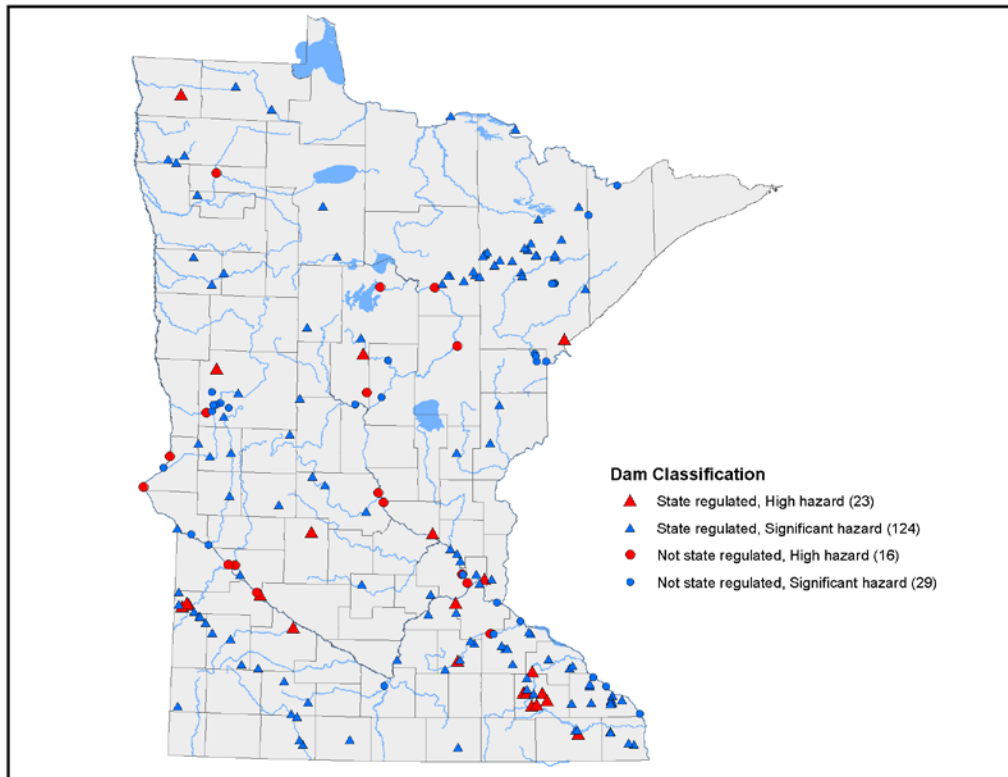 Dam Classification
State regulated, High hazard (23)
State regulated, Significant hazard (124)
Not state regulated, High hazard (16)
Not state regulated, Significant hazard (29)